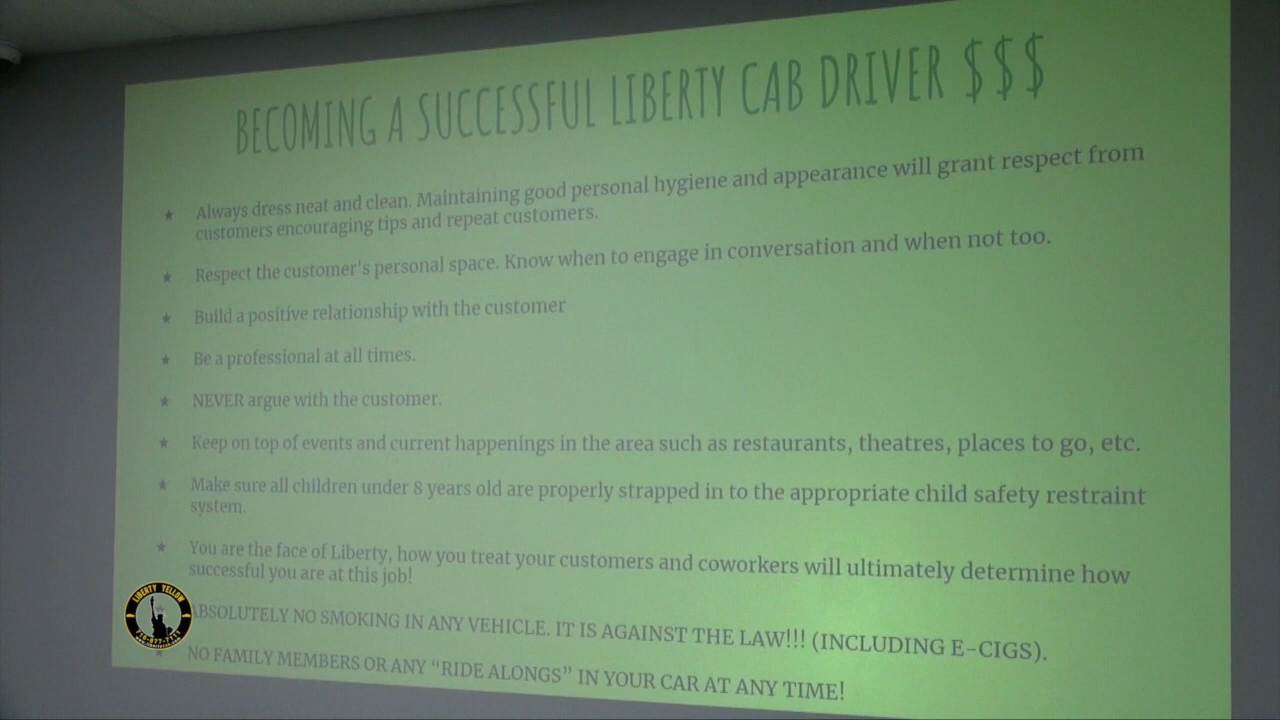 BECOMING A SUCCESSFUL LIBERTY CAB DRIVER $$$
Always dress neat and clean. Maintaining good personal hygiene and appearance will grant respect from
customers encouraging tips and repeat customers.
Respect the customer's personal space. Know when to engage in conversation and when not too.
Build a positive relationship with the customer
Be a professional at all times.
NEVER argue with the customer.
Keep on top of events and current happenings in the area such as restaurants, theatres, places to go, etc.
Make sure all children under 8 years old are properly strapped in to the appropriate child safety restraint
system.
You are the face of Liberty, how you treat your customers and coworkers will ultimately determine how
successful you are at this job!
ABSOLUTELY NO SMOKING IN ANY VEHICLE. IT IS AGAINST THE LAW!!! (INCLUDING E-CIGS).
NO FAMILY MEMBERS OR ANY “RIDE ALONGS” IN YOUR CAR AT ANY TIME!
LIBERTY YELLOW
716-877-7111